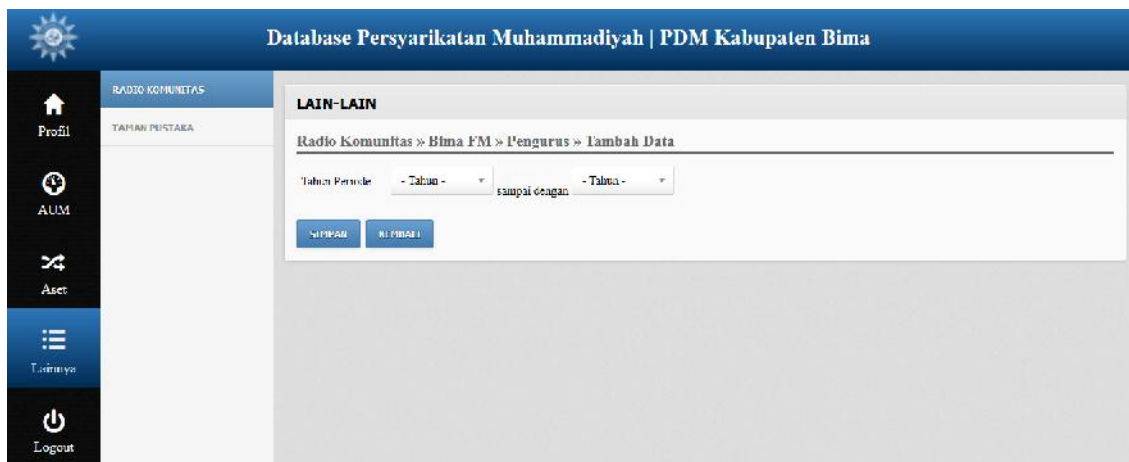 Database Persyarikatan Muhammadiyah | PDM Kabupaten Bima
Profil
AUM
Aset
Lainnya
Logout
RADIO KOMUNITAS
TAMAN PUSTAKA
LAIN-LAIN
Radio Komunitas » Bima FM » Pengurus » Tambah Data
Tahun Periode - Tahun - sampai dengan - Tahun -
SIMPAN KEMBALI